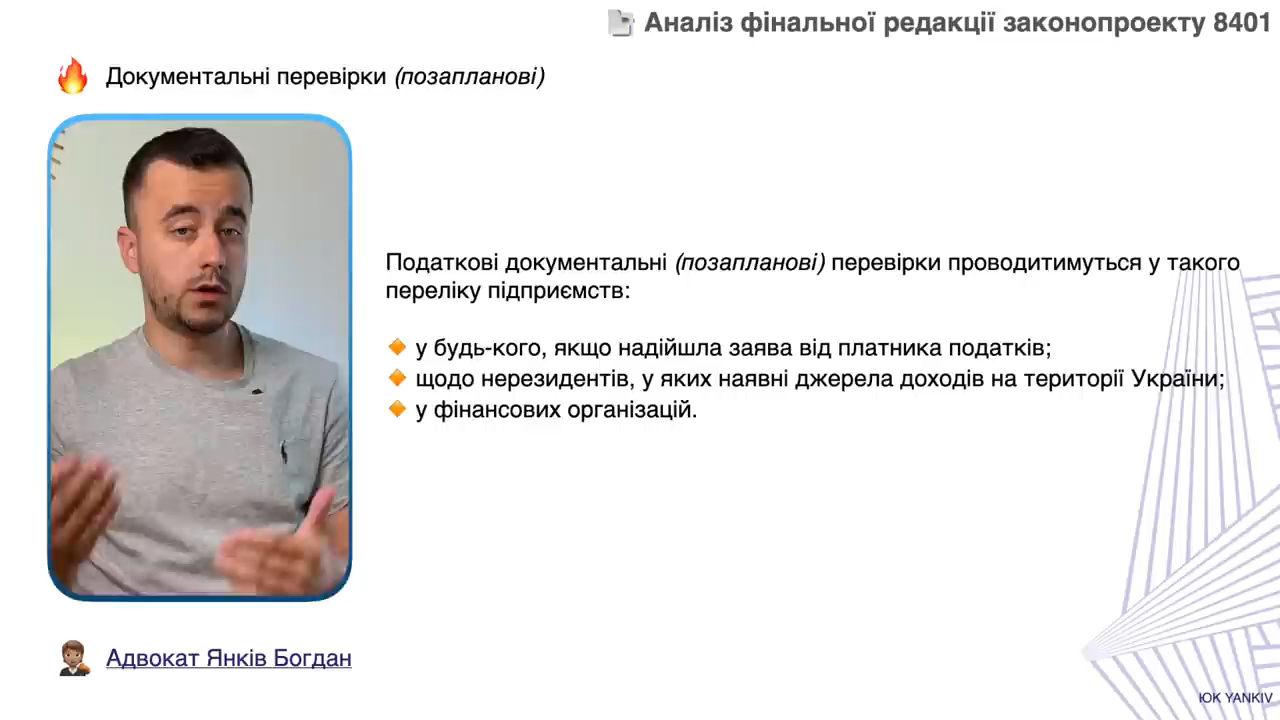 Аналіз фінальної редакції законопроекту 8401
Документальні перевірки (позапланові)
Податкові документальні (позапланові) перевірки проводитимуться у такого
переліку підприємств:
у будь-кого, якщо надійшла заява від платника податків;
щодо нерезидентів, у яких наявні джерела доходів на території України;
у фінансових організацій.
Адвокат Янків Богдан
ЮК YANKIV